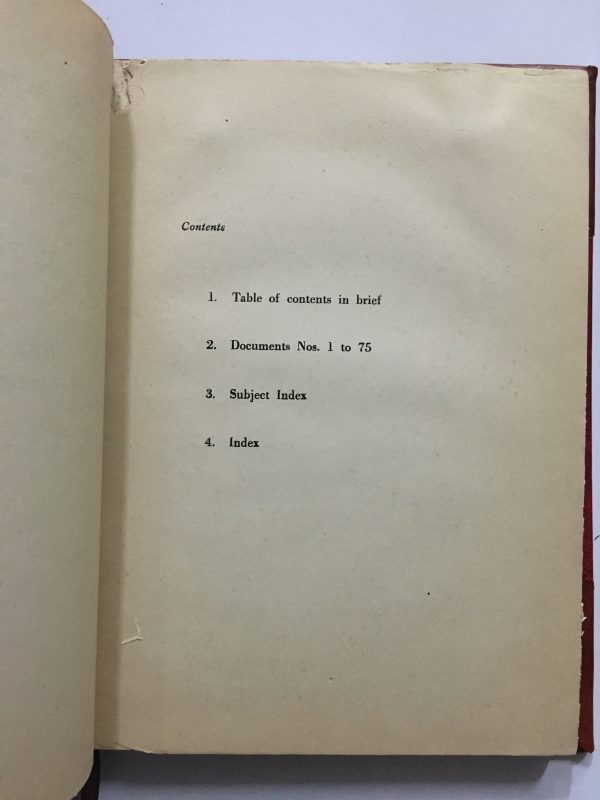 Contents
1. Table of contents in brief
2. Documents Nos. 1 to 75
3. Subject Index
4. Index